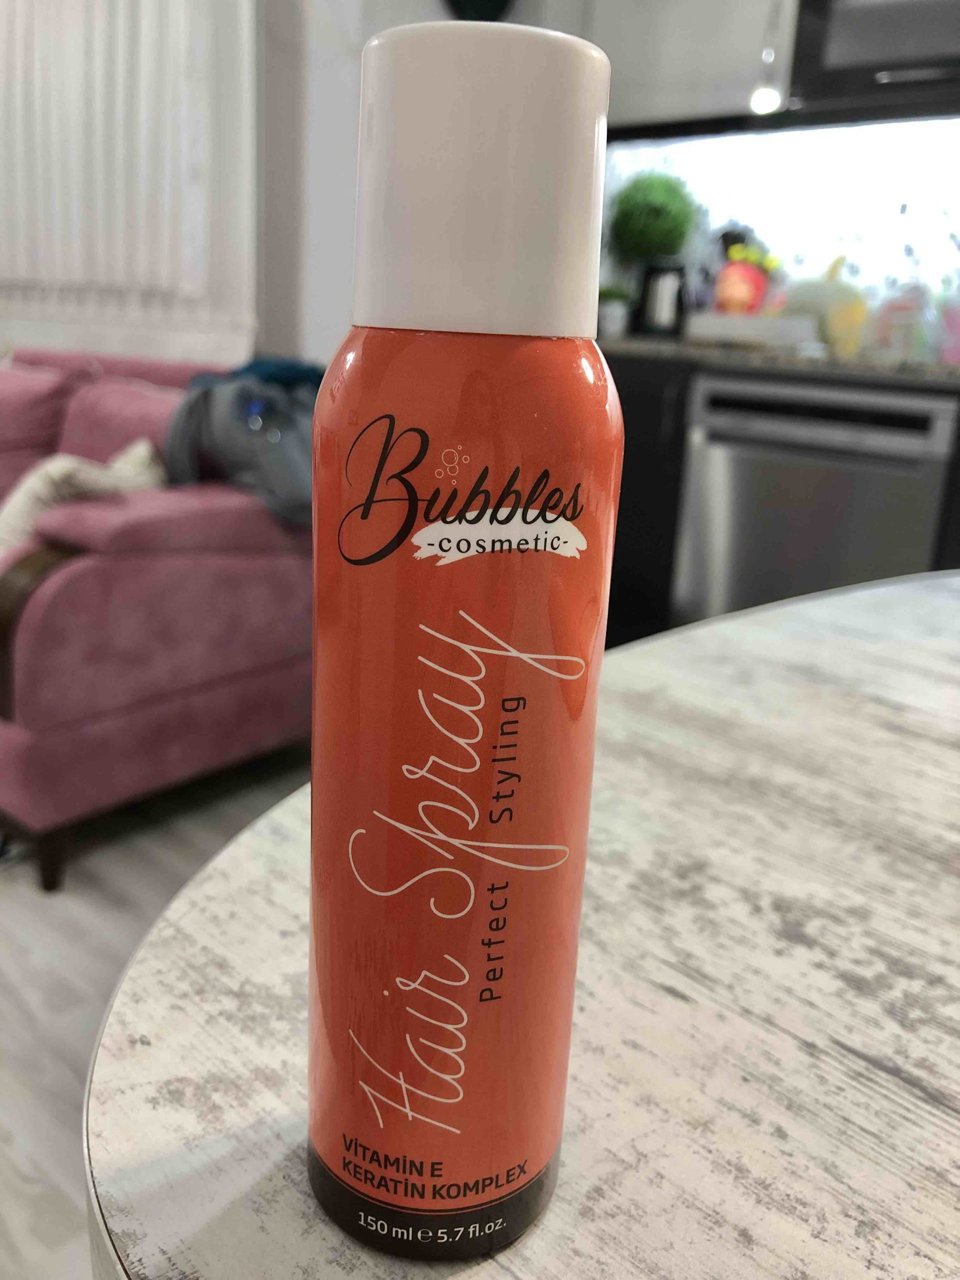 Bubbles
-cosmetic-
Hair Spray
Perfect Styling
VİTAMİN E
KERATİN KOMPLEX
150 ml ℮ 5.7 fl.oz.